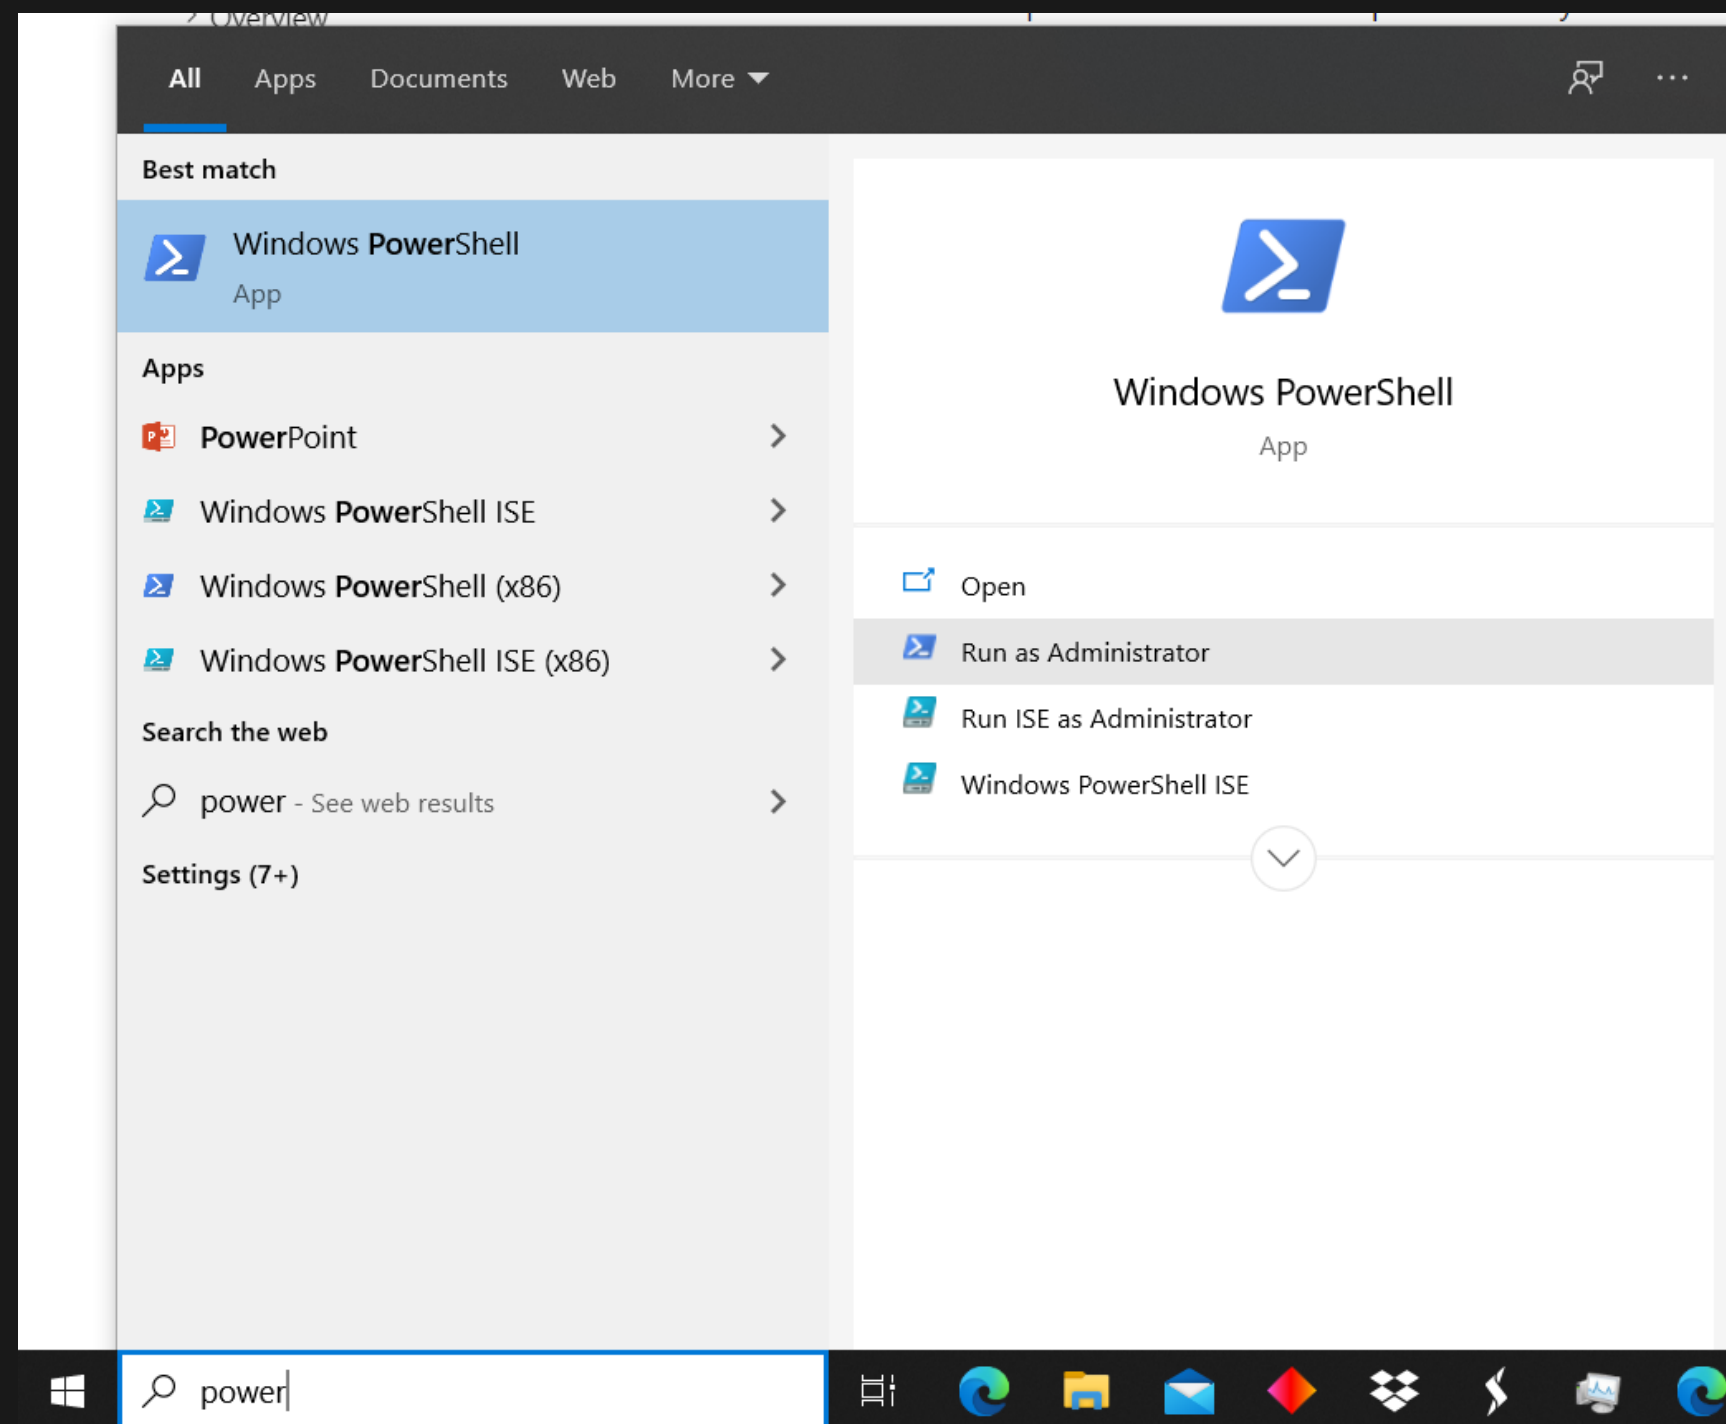 Overview
All Apps Documents Web More
Best match
Windows PowerShell
App
Apps
PowerPoint
Windows PowerShell ISE
Windows PowerShell (x86)
Windows PowerShell ISE (x86)
Search the web
power - See web results
Settings (7+)
Windows PowerShell
App
Open
Run as Administrator
Run ISE as Administrator
Windows PowerShell ISE
power